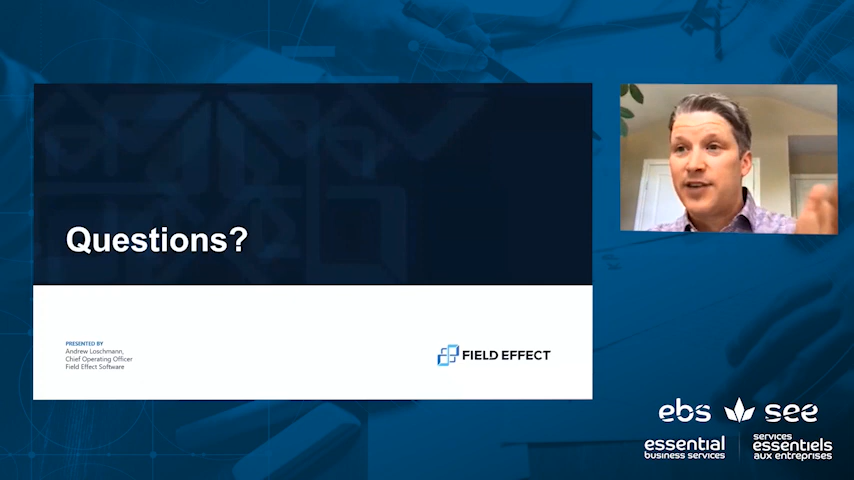 Questions?
PRESENTED BY
Andrew Loschmann,
Chief Operating Officer
Field Effect Software
FIELD EFFECT
ebs see
essential
business services
services
essentiels
aux entreprises